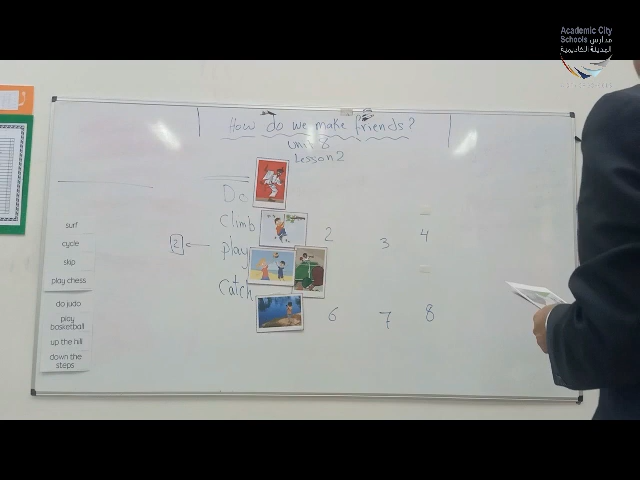 Academic City
Schools مدارس
المدينة الأكاديمية
How do we make friends?
Unit 8
Lesson 2
Do
Climb
play
Catch
2
2
3
4
6
7
8
surf
cycle
skip
play chess
do judo
play
basketball
up the hill
down the
steps